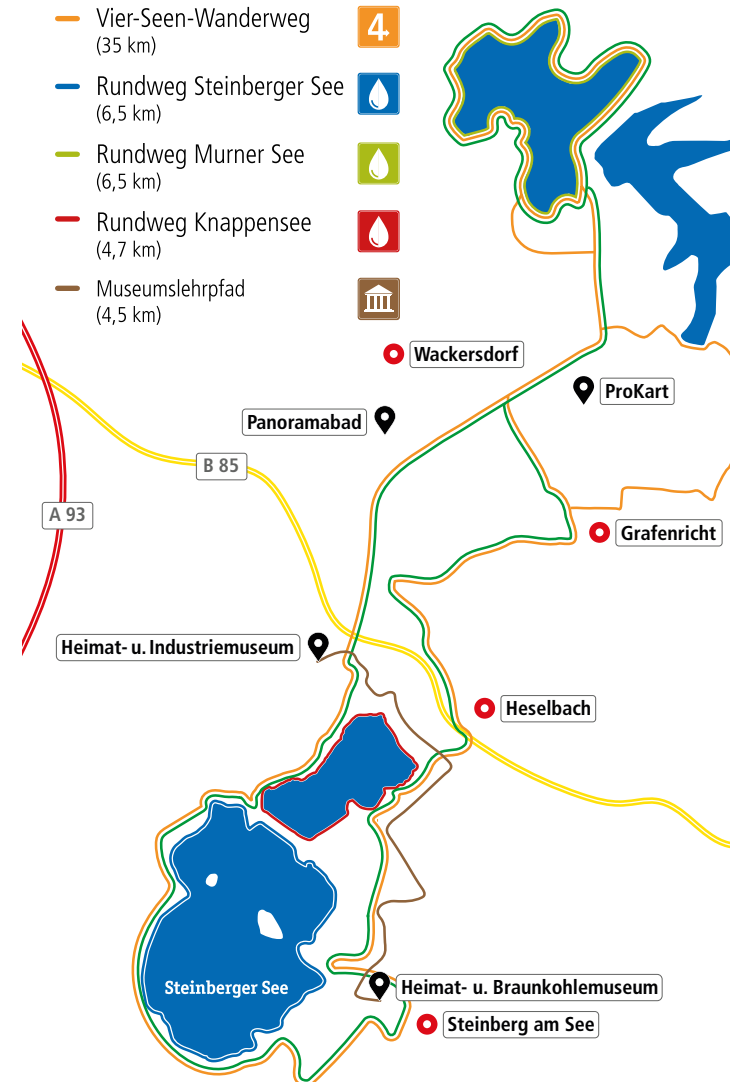 Vier-Seen-Wanderweg
(35 km)
4
Rundweg Steinberger See
(6,5 km)
Rundweg Murner See
(6,5 km)
Rundweg Knappensee
(4,7 km)
Museumslehrpfad
(4,5 km)
Wackersdorf
ProKart
Panoramabad
B 85
A 93
Grafenricht
Heimat- u. Industriemuseum
Heselbach
Steinberger See
Heimat- u. Braunkohlemuseum
Steinberg am See